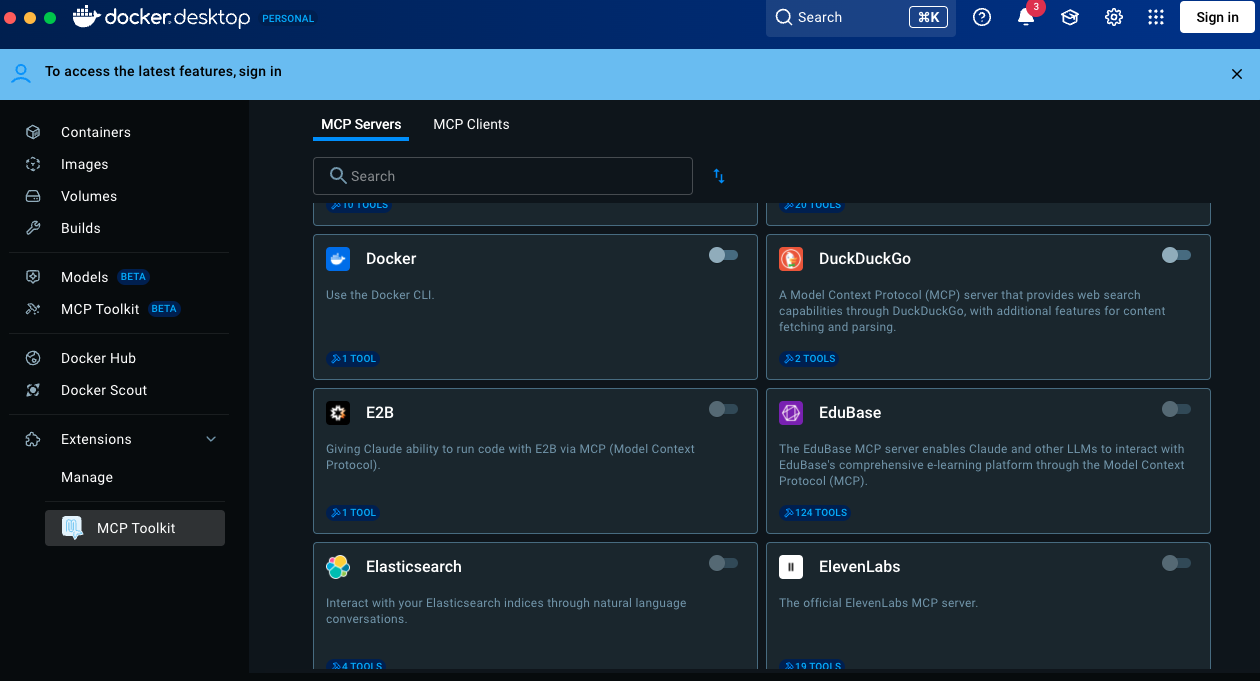 docker.desktop PERSONAL
Search ⌘K
3
Sign in
To access the latest features, sign in
Containers
Images
Volumes
Builds
Models BETA
MCP Toolkit BETA
Docker Hub
Docker Scout
Extensions
Manage
MCP Toolkit
MCP Servers MCP Clients
Search
10 TOOLS
20 TOOLS
Docker
Use the Docker CLI.
1 TOOL
DuckDuckGo
A Model Context Protocol (MCP) server that provides web search
capabilities through DuckDuckGo, with additional features for content
fetching and parsing.
2 TOOLS
E2B
Giving Claude ability to run code with E2B via MCP (Model Context
Protocol).
1 TOOL
EduBase
The EduBase MCP server enables Claude and other LLMs to interact with
EduBase's comprehensive e-learning platform through the Model Context
Protocol (MCP).
124 TOOLS
Elasticsearch
Interact with your Elasticsearch indices through natural language
conversations.
4 TOOLS
ElevenLabs
The official ElevenLabs MCP server.
19 TOOLS